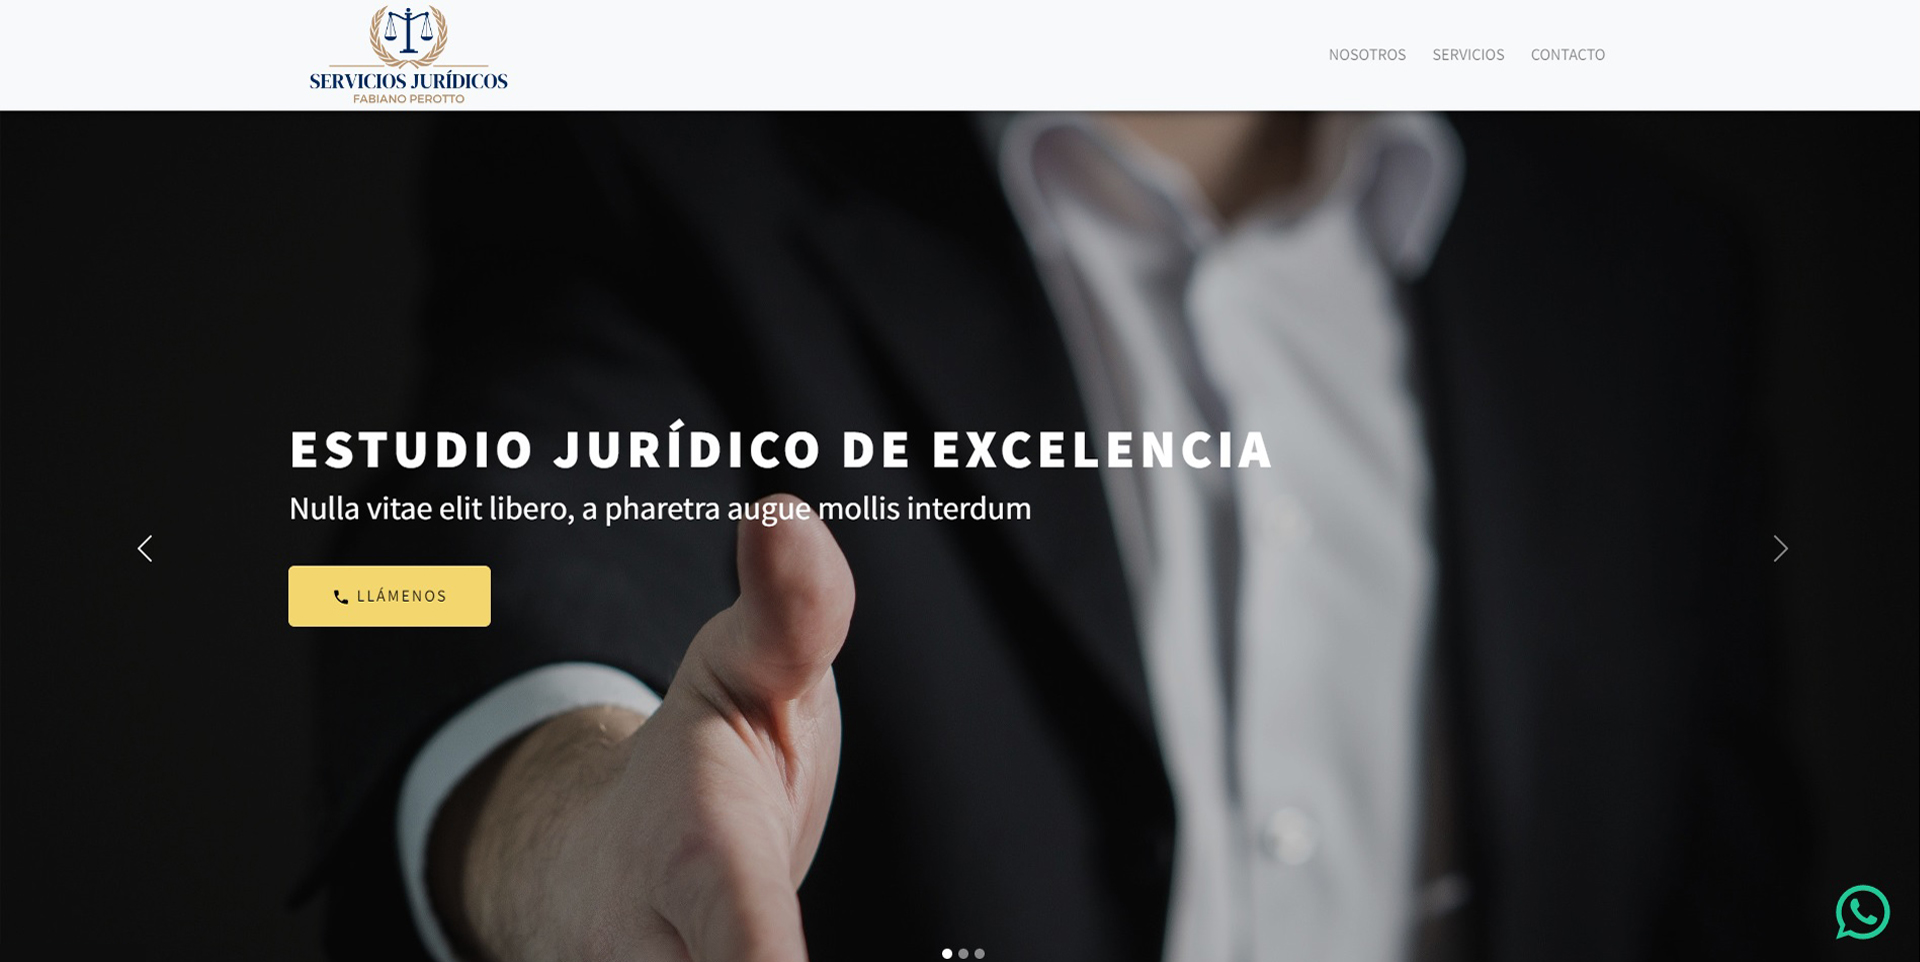 SERVICIOS JURÍDICOS
FABIANO PEROTTO
NOSOTROS SERVICIOS CONTACTO
ESTUDIO JURÍDICO DE EXCELENCIA
Nulla vitae elit libero, a pharetra augue mollis interdum
LLÁMENOS